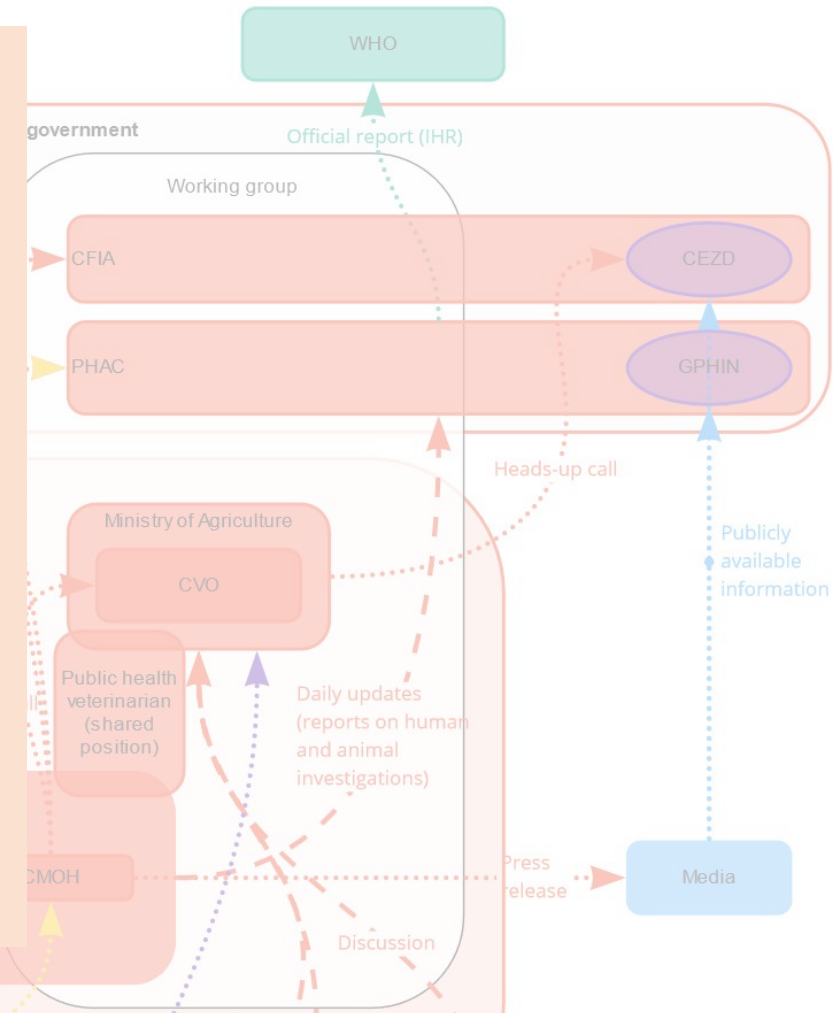 WHO
Official report (IHR)
government
Working group
CFIA
CEZD
PHAC
GPHIN
Heads-up call
Ministry of Agriculture
CVO
Publicly
available
information
Public health
veterinarian
(shared
position)
Daily updates
(reports on human
and animal
investigations)
CMOH
Press
release
Media
Discussion